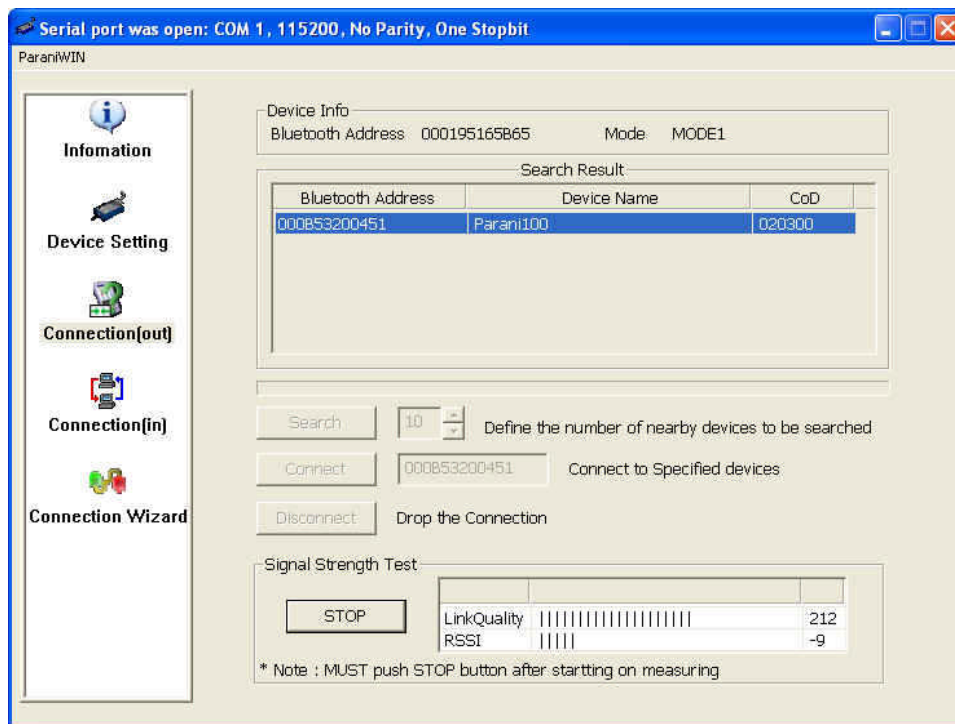 Serial port was open: COM 1, 115200, No Parity, One Stopbit
ParaniWIN
Infomation
Device Setting
Connection(out)
Connection(in)
Connection Wizard
Device Info
Bluetooth Address 000195165B65 Mode MODE1
Search Result
Bluetooth Address Device Name CoD
000B53200451 Parani100 020300
Search 10 Define the number of nearby devices to be searched
Connect 000B53200451 Connect to Specified devices
Disconnect Drop the Connection
Signal Strength Test
STOP
LinkQuality |||||||||||||||||||| 212
RSSI ||||| -9
* Note : MUST push STOP button after startting on measuring